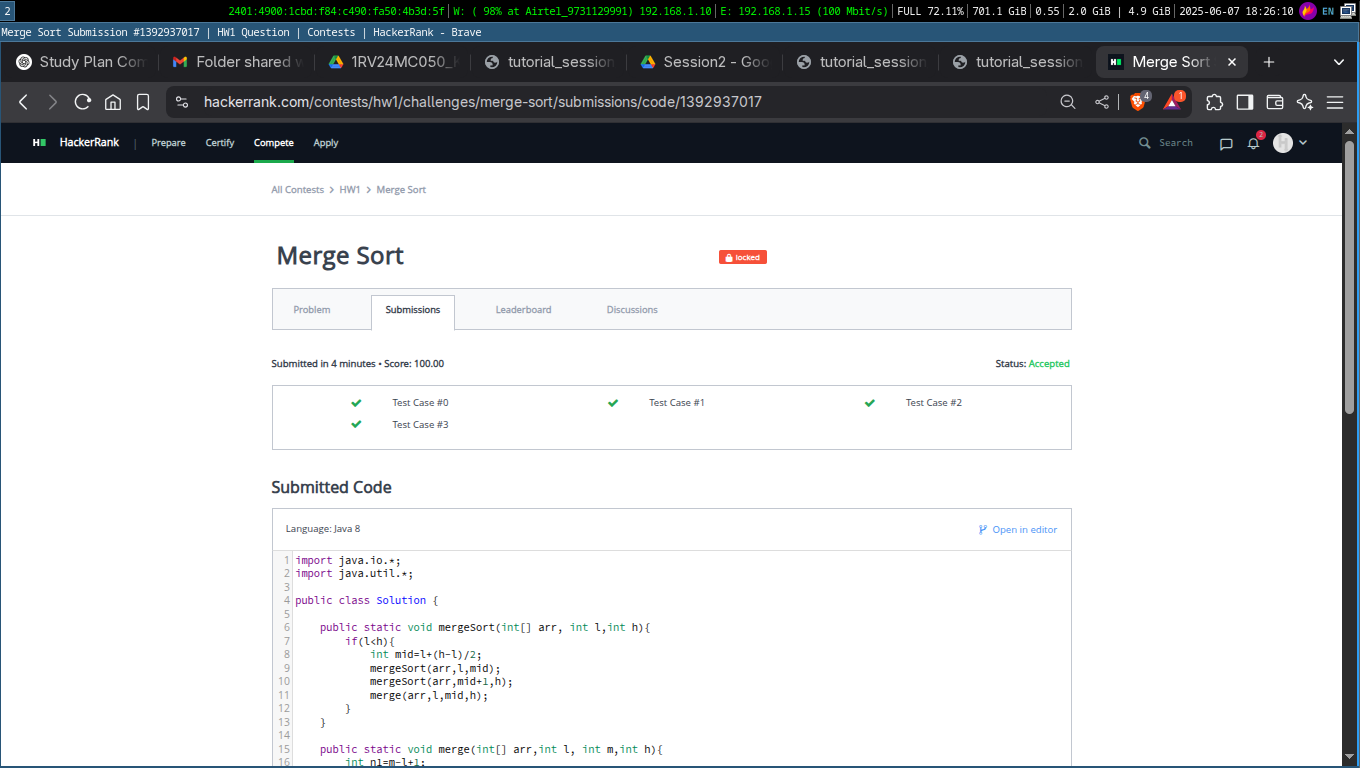 2 2401:4900:1cbd:f84:c490:fa50:4b3d:5f W: ( 98% at Airtel_9731129991) 192.168.1.10 E: 192.168.1.15 (100 Mbit/s) FULL 72.11% 701.1 GiB 0.55 2.0 GiB | 4.9 GiB 2025-06-07 18:26:10 EN
Merge Sort Submission #1392937017 | HW1 Question | Contests | HackerRank - Brave
Study Plan Com Folder shared w 1RV24MC050_ tutorial_session Session2 - Goo tutorial_session tutorial_session Merge Sort
hackerrank.com/contests/hw1/challenges/merge-sort/submissions/code/1392937017 4 1
HackerRank | Prepare Certify Compete Apply Search 2
All Contests > HW1 > Merge Sort
Merge Sort locked
Problem Submissions Leaderboard Discussions
Submitted in 4 minutes • Score: 100.00 Status: Accepted
Test Case #0 Test Case #1 Test Case #2
Test Case #3
Submitted Code
Language: Java 8 Open in editor
1 import java.io.*;
2 import java.util.*;
3
4 public class Solution {
5
6 public static void mergeSort(int[] arr, int l,int h){
7 if(l<h){
8 int mid=l+(h-l)/2;
9 mergeSort(arr,l,mid);
10 mergeSort(arr,mid+1,h);
11 merge(arr,l,mid,h);
12 }
13 }
14
15 public static void merge(int[] arr,int l, int m,int h){
16 int n1=m-l+1;